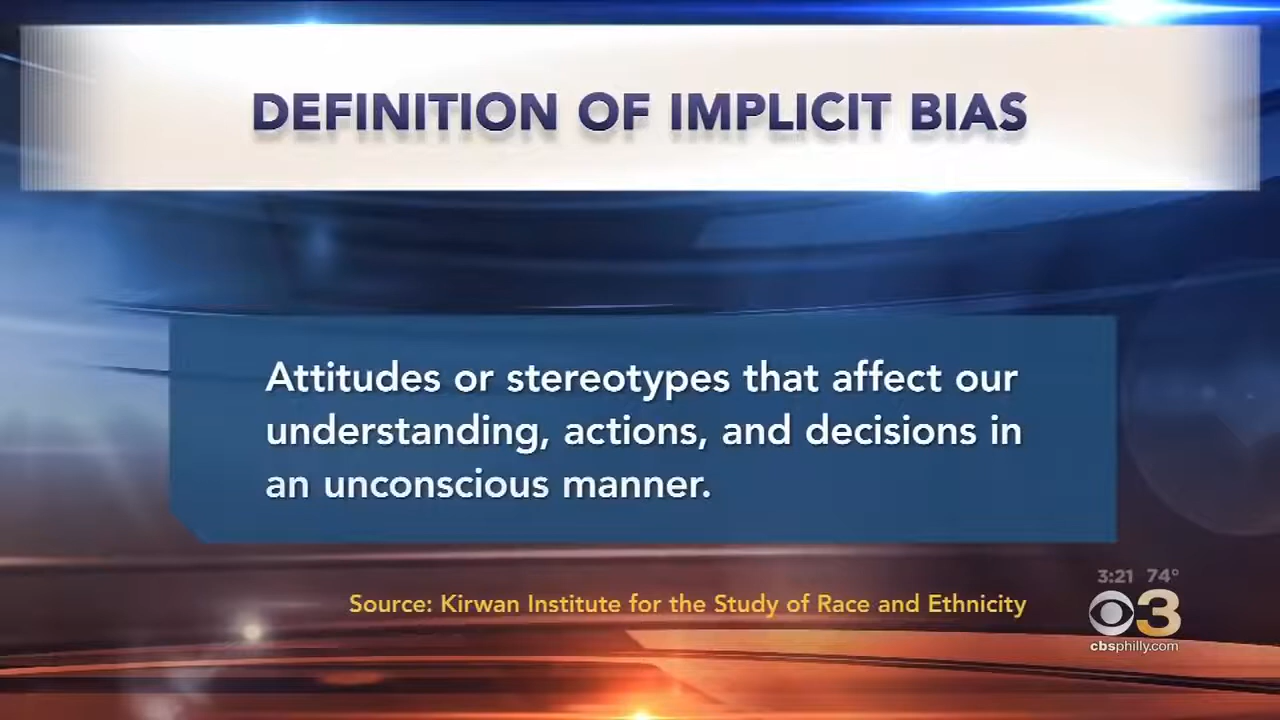 DEFINITION OF IMPLICIT BIAS
Attitudes or stereotypes that affect our
understanding, actions, and decisions in
an unconscious manner.
Source: Kirwan Institute for the Study of Race and Ethnicity
3:21 74°
3
cbsphilly.com